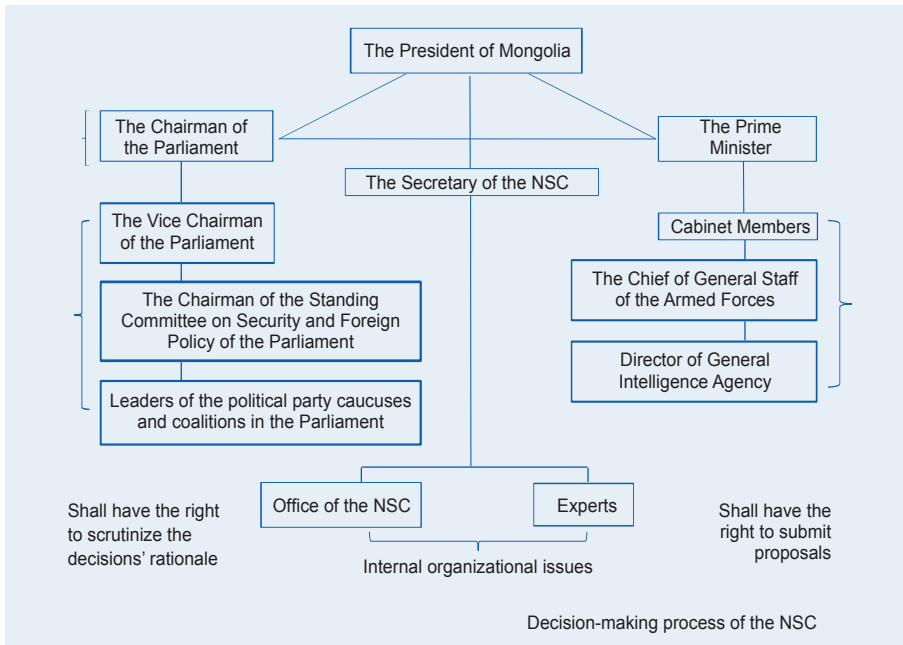 The President of Mongolia
The Chairman of
the Parliament
The Prime
Minister
The Secretary of the NSC
The Vice Chairman
of the Parliament
Cabinet Members
The Chairman of the Standing
Committee on Security and Foreign
Policy of the Parliament
The Chief of General Staff
of the Armed Forces
Director of General
Intelligence Agency
Leaders of the political party caucuses
and coalitions in the Parliament
Office of the NSC
Experts
Shall have the right
to scrutinize the
decisions’ rationale
Shall have the
right to submit
proposals
Internal organizational issues
Decision-making process of the NSC